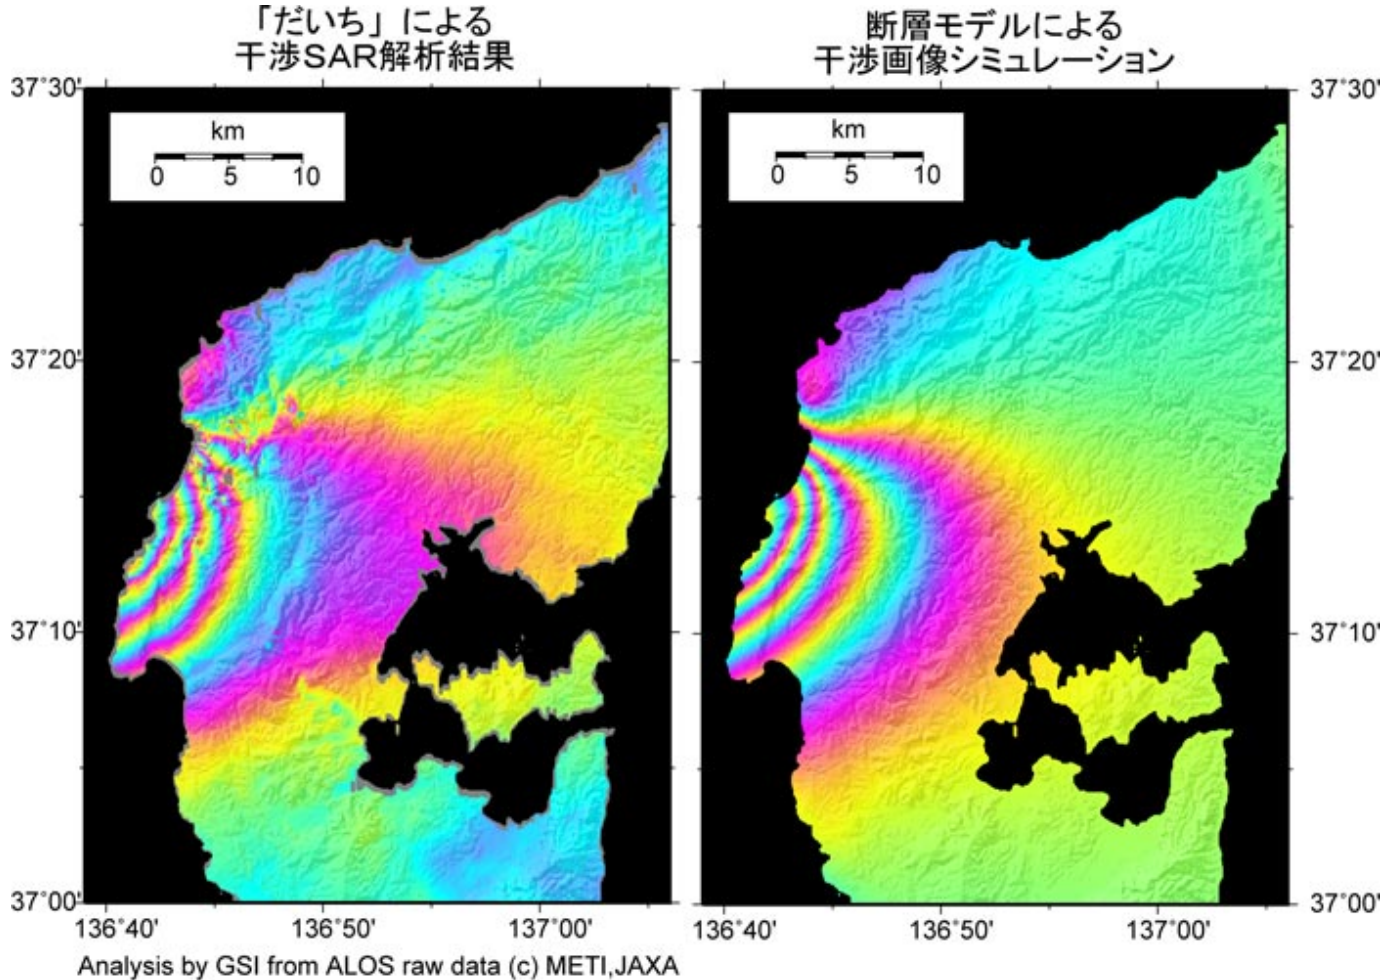 「だいち」による
干渉SAR解析結果
断層モデルによる
干渉画像シミュレーション
37°30'
km
0 5 10
37°20'
37°10'
37°00'
136°40' 136°50' 137°00'
km
0 5 10
37°30'
37°20'
37°10'
37°00'
136°40' 136°50' 137°00'
Analysis by GSI from ALOS raw data (c) METI,JAXA